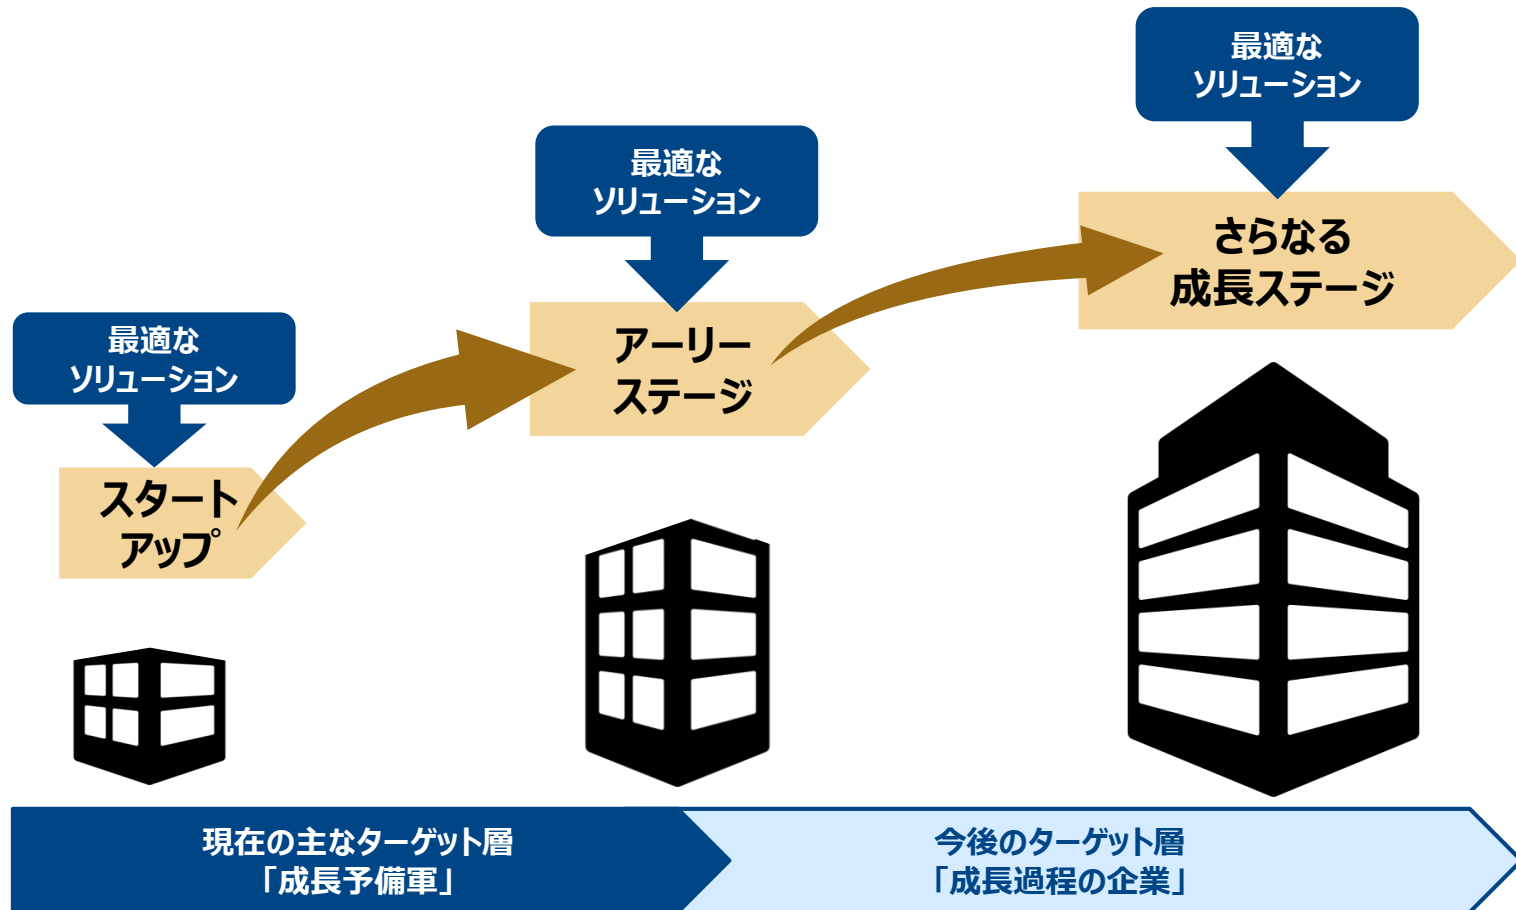 最適な
ソリューション
スタート
アップ
最適な
ソリューション
アーリー
ステージ
最適な
ソリューション
さらなる
成長ステージ
現在の主なターゲット層
「成長予備軍」
今後のターゲット層
「成長過程の企業」